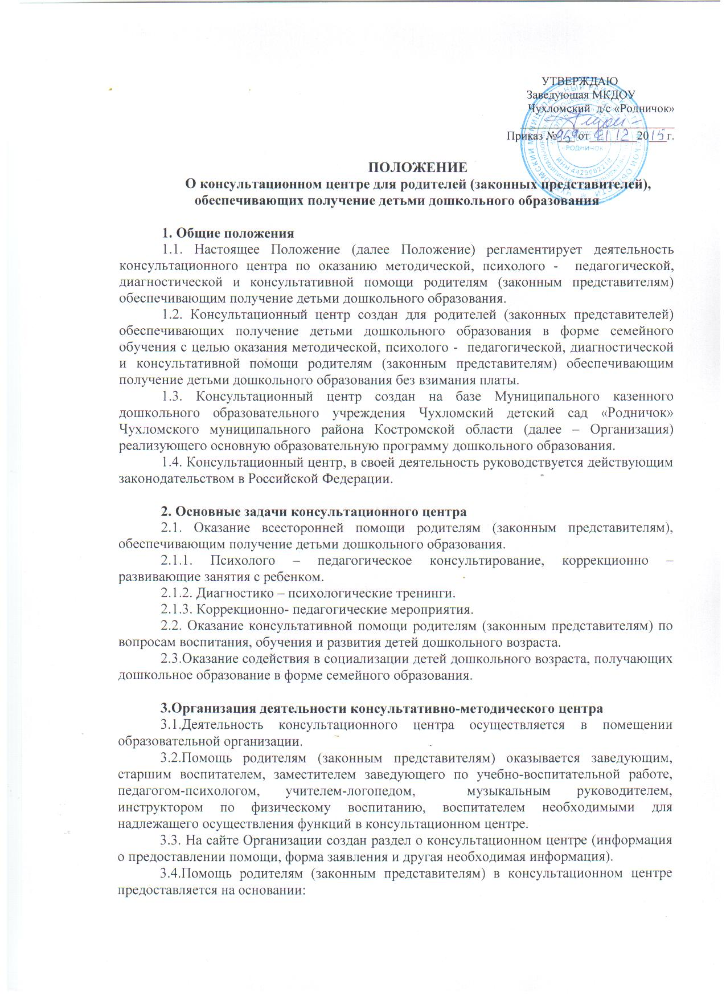 УТВЕРЖДАЮ
Заведующая МКДОУ
Чухломский д/с «Родничок»
Приказ № 95а от 21 12 2015 г.
«РОДНИЧОК»
ИНН 4429002210
ПОЛОЖЕНИЕ
О консультационном центре для родителей (законных представителей),
обеспечивающих получение детьми дошкольного образования
1. Общие положения
1.1. Настоящее Положение (далее Положение) регламентирует деятельность
консультационного центра по оказанию методической, психолого - педагогической,
диагностической и консультативной помощи родителям (законным представителям)
обеспечивающим получение детьми дошкольного образования.
1.2. Консультационный центр создан для родителей (законных представителей)
обеспечивающих получение детьми дошкольного образования в форме семейного
обучения с целью оказания методической, психолого - педагогической, диагностической
и консультативной помощи родителям (законным представителям) обеспечивающим
получение детьми дошкольного образования без взимания платы.
1.3. Консультационный центр создан на базе Муниципального казенного
дошкольного образовательного учреждения Чухломский детский сад «Родничок»
Чухломского муниципального района Костромской области (далее – Организация)
реализующего основную образовательную программу дошкольного образования.
1.4. Консультационный центр, в своей деятельность руководствуется действующим
законодательством в Российской Федерации.
2. Основные задачи консультационного центра
2.1. Оказание всесторонней помощи родителям (законным представителям),
обеспечивающим получение детьми дошкольного образования.
2.1.1. Психолого – педагогическое консультирование, коррекционно –
развивающие занятия с ребенком.
2.1.2. Диагностико – психологические тренинги.
2.1.3. Коррекционно- педагогические мероприятия.
2.2. Оказание консультативной помощи родителям (законным представителям) по
вопросам воспитания, обучения и развития детей дошкольного возраста.
2.3.Оказание содействия в социализации детей дошкольного возраста, получающих
дошкольное образование в форме семейного образования.
3.Организация деятельности консультативно-методического центра
3.1.Деятельность консультационного центра осуществляется в помещении
образовательной организации.
3.2.Помощь родителям (законным представителям) оказывается заведующим,
старшим воспитателем, заместителем заведующего по учебно-воспитательной работе,
педагогом-психологом, учителем-логопедом, музыкальным руководителем,
инструктором по физическому воспитанию, воспитателем необходимыми для
надлежащего осуществления функций в консультационном центре.
3.3. На сайте Организации создан раздел о консультационном центре (информация
о предоставлении помощи, форма заявления и другая необходимая информация).
3.4.Помощь родителям (законным представителям) в консультационном центре
предоставляется на основании: